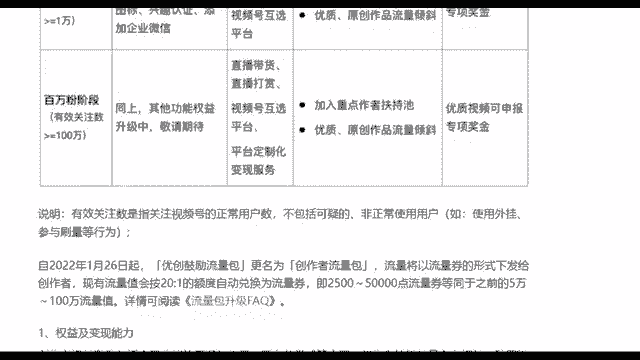 图标、兴趣认证、添
加企业微信
>=1万）
视频号互选
平台
● 优质、原创作品流量倾斜
专项奖金
百万粉阶段
（有效关注数
>=100万）
同上，其他功能权益
升级中，敬请期待
直播带货、
直播打赏、
视频号互选
平台、
平台定制化
变现服务
● 加入重点作者扶持池
● 优质、原创作品流量倾斜
优质视频可申报
专项奖金
说明：有效关注数是指关注视频号的正常用户数，不包括可疑的、非正常使用用户（如：使用外挂、
参与刷量等行为）；
自2022年1月26日起，「优创鼓励流量包」更名为「创作者流量包」，流量将以流量券的形式下发给
创作者，现有流量值会按20:1的额度自动兑换为流量券，即2500～50000点流量券等同于之前的5万
～100万流量值。详情可阅读《流量包升级FAQ》。
1、权益及变现能力